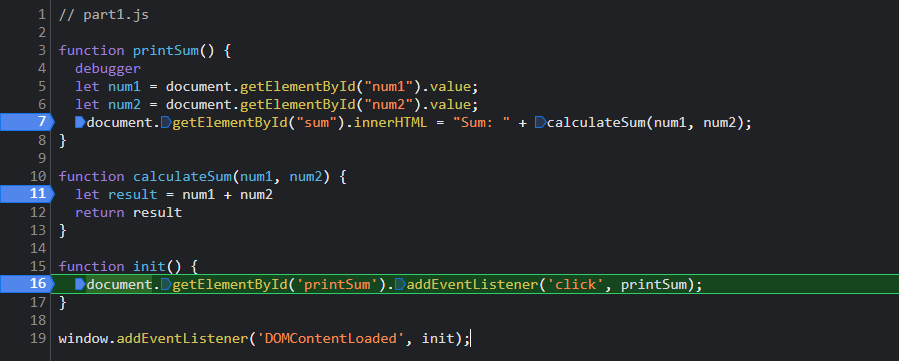 1 // part1.js
2
3 function printSum() {
4   debugger
5   let num1 = document.getElementById("num1").value;
6   let num2 = document.getElementById("num2").value;
7   document.getElementById("sum").innerHTML = "Sum: " + calculateSum(num1, num2);
8 }
9
10 function calculateSum(num1, num2) {
11   let result = num1 + num2
12   return result
13 }
14
15 function init() {
16   document.getElementById('printSum').addEventListener('click', printSum);
17 }
18
19 window.addEventListener('DOMContentLoaded', init);